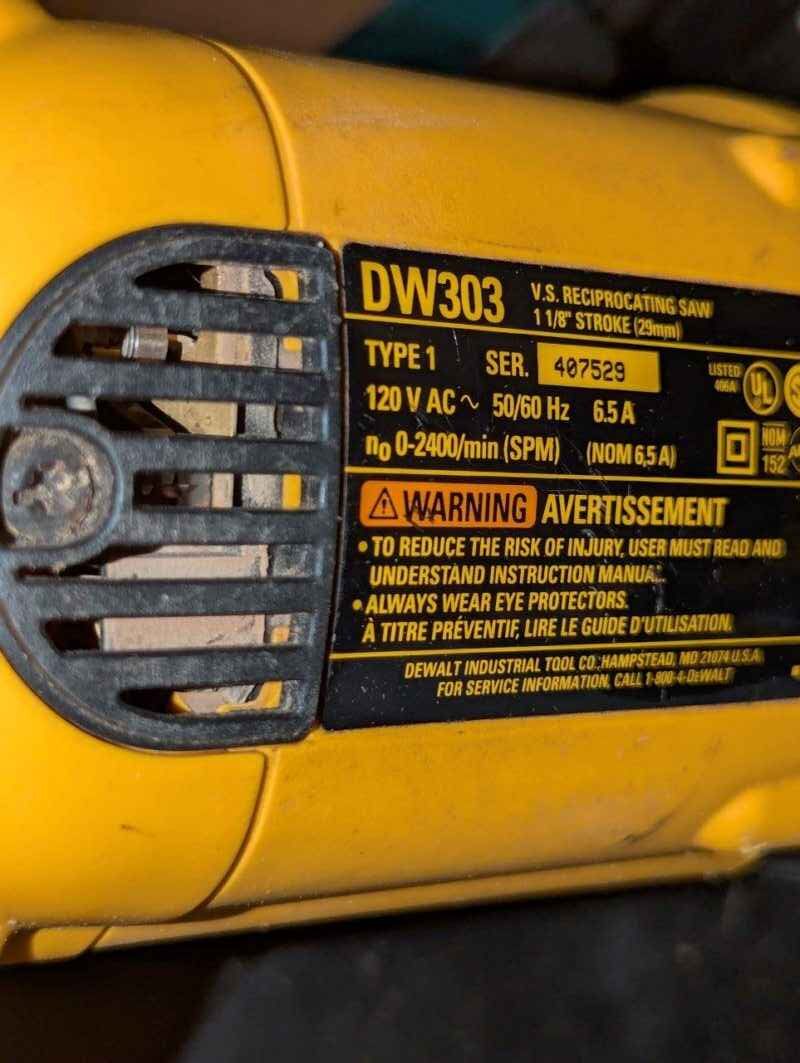 DW303
V.S. RECIPROCATING SAW
1 1/8" STROKE (29mm)
TYPE 1 SER. 407529
120 V AC ~ 50/60 Hz 6.5 A
n₀ 0-2400/min (SPM) (NOM 6,5 A)
LISTED
UL
NOM
152
⚠ WARNING AVERTISSEMENT
• TO REDUCE THE RISK OF INJURY, USER MUST READ AND
UNDERSTAND INSTRUCTION MANUAL.
• ALWAYS WEAR EYE PROTECTORS.
À TITRE PRÉVENTIF, LIRE LE GUIDE D'UTILISATION.
DEWALT INDUSTRIAL TOOL CO., HAMPSTEAD, MD 21074 U.S.A.
FOR SERVICE INFORMATION, CALL 1-800-4-DEWALT